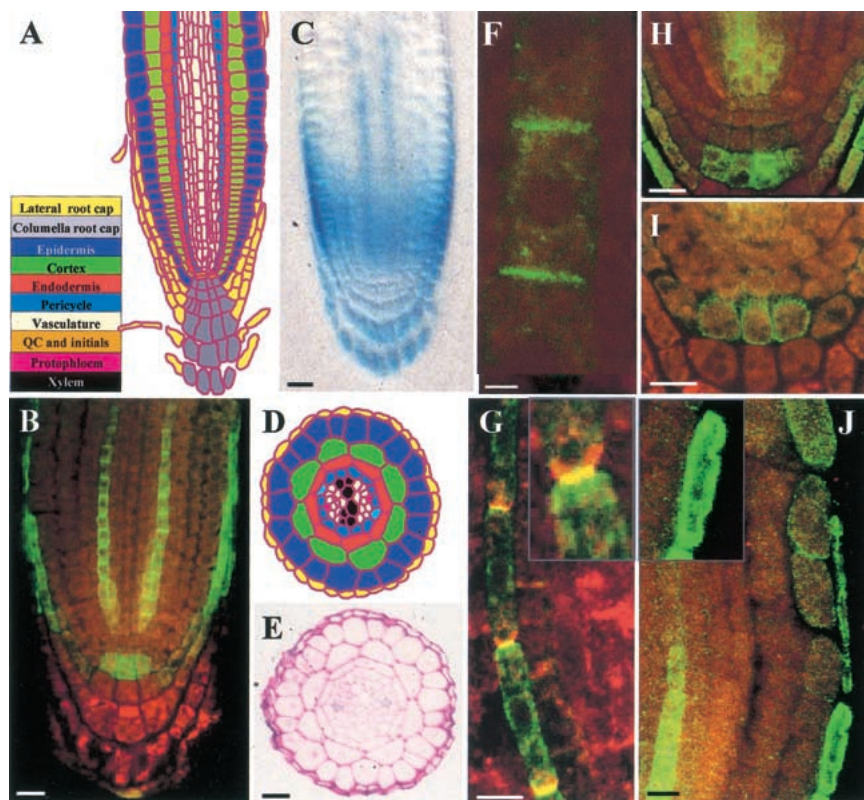 A
C
F
H
Lateral root cap
Columella root cap
Epidermis
Cortex
Endodermis
Pericycle
Vasculature
QC and initials
Protophloem
Xylem
I
B
D
G
J
E